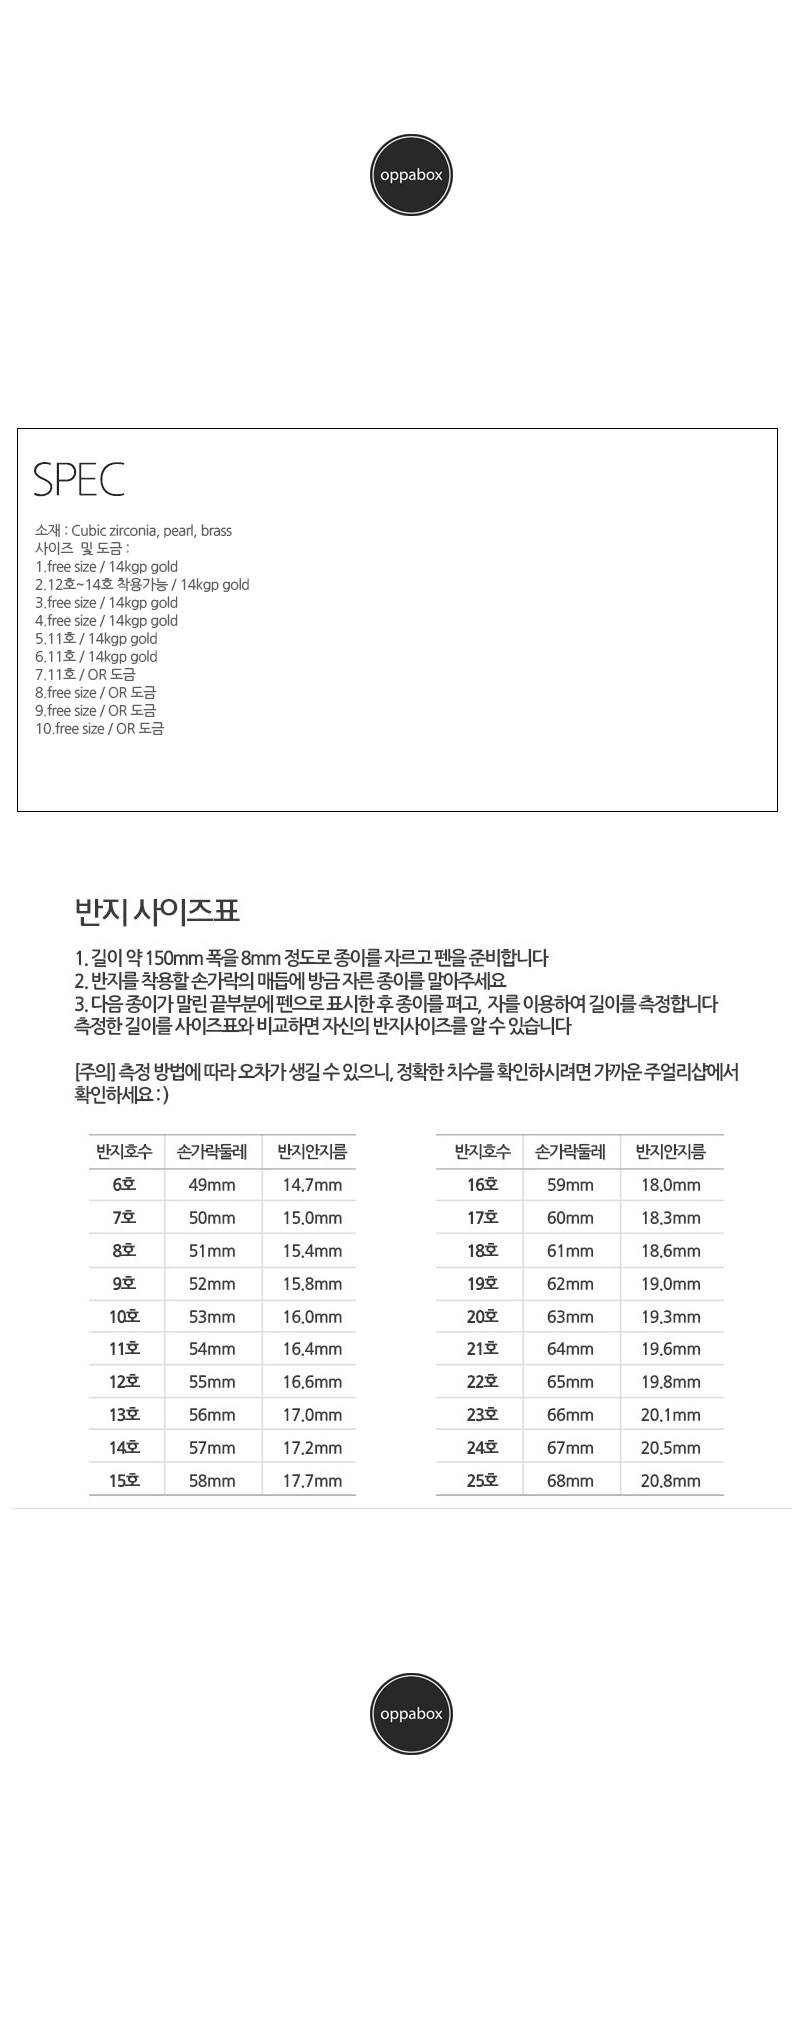 oppabox
SPEC
소재 : Cubic zirconia, pearl, brass
사이즈 및 도금 :
1.free size / 14kgp gold
2.12호~14호 착용가능 / 14kgp gold
3.free size / 14kgp gold
4.free size / 14kgp gold
5.11호 / 14kgp gold
6.11호 / 14kgp gold
7.11호 / OR 도금
8.free size / OR 도금
9.free size / OR 도금
10.free size / OR 도금
반지 사이즈표
1. 길이 약 150mm 폭을 8mm 정도로 종이를 자르고 펜을 준비합니다
2. 반지를 착용할 손가락의 매듭에 방금 자른 종이를 말아주세요
3. 다음 종이가 말린 끝부분에 펜으로 표시한 후 종이를 펴고, 자를 이용하여 길이를 측정합니다
측정한 길이를 사이즈표와 비교하면 자신의 반지사이즈를 알 수 있습니다
[주의] 측정 방법에 따라 오차가 생길 수 있으니, 정확한 치수를 확인하시려면 가까운 주얼리샵에서
확인하세요 : )
반지호수 손가락둘레 반지안지름
6호 49mm 14.7mm
7호 50mm 15.0mm
8호 51mm 15.4mm
9호 52mm 15.8mm
10호 53mm 16.0mm
11호 54mm 16.4mm
12호 55mm 16.6mm
13호 56mm 17.0mm
14호 57mm 17.2mm
15호 58mm 17.7mm
반지호수 손가락둘레 반지안지름
16호 59mm 18.0mm
17호 60mm 18.3mm
18호 61mm 18.6mm
19호 62mm 19.0mm
20호 63mm 19.3mm
21호 64mm 19.6mm
22호 65mm 19.8mm
23호 66mm 20.1mm
24호 67mm 20.5mm
25호 68mm 20.8mm
oppabox